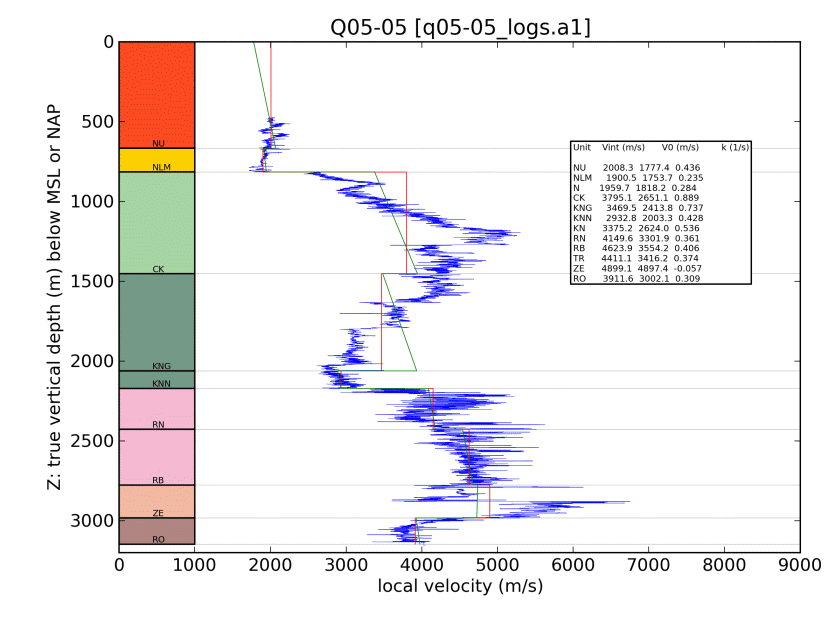 Q05-05 [q05-05_logs.a1]
Z: true vertical depth (m) below MSL or NAP
0
500
1000
1500
2000
2500
3000
NU
NLM
CK
KNG
KNN
RN
RB
ZE
RO
Unit Vint (m/s) V0 (m/s) k (1/s)
NU 2008.3 1777.4 0.436
NLM 1900.5 1753.7 0.235
N 1959.7 1818.2 0.284
CK 3795.1 2651.1 0.889
KNG 3469.5 2413.8 0.737
KNN 2932.8 2003.3 0.428
KN 3375.2 2624.0 0.536
RN 4149.6 3301.9 0.361
RB 4623.9 3554.2 0.406
TR 4411.1 3416.2 0.374
ZE 4899.1 4897.4 -0.057
RO 3911.6 3002.1 0.309
0 1000 2000 3000 4000 5000 6000 7000 8000 9000
local velocity (m/s)